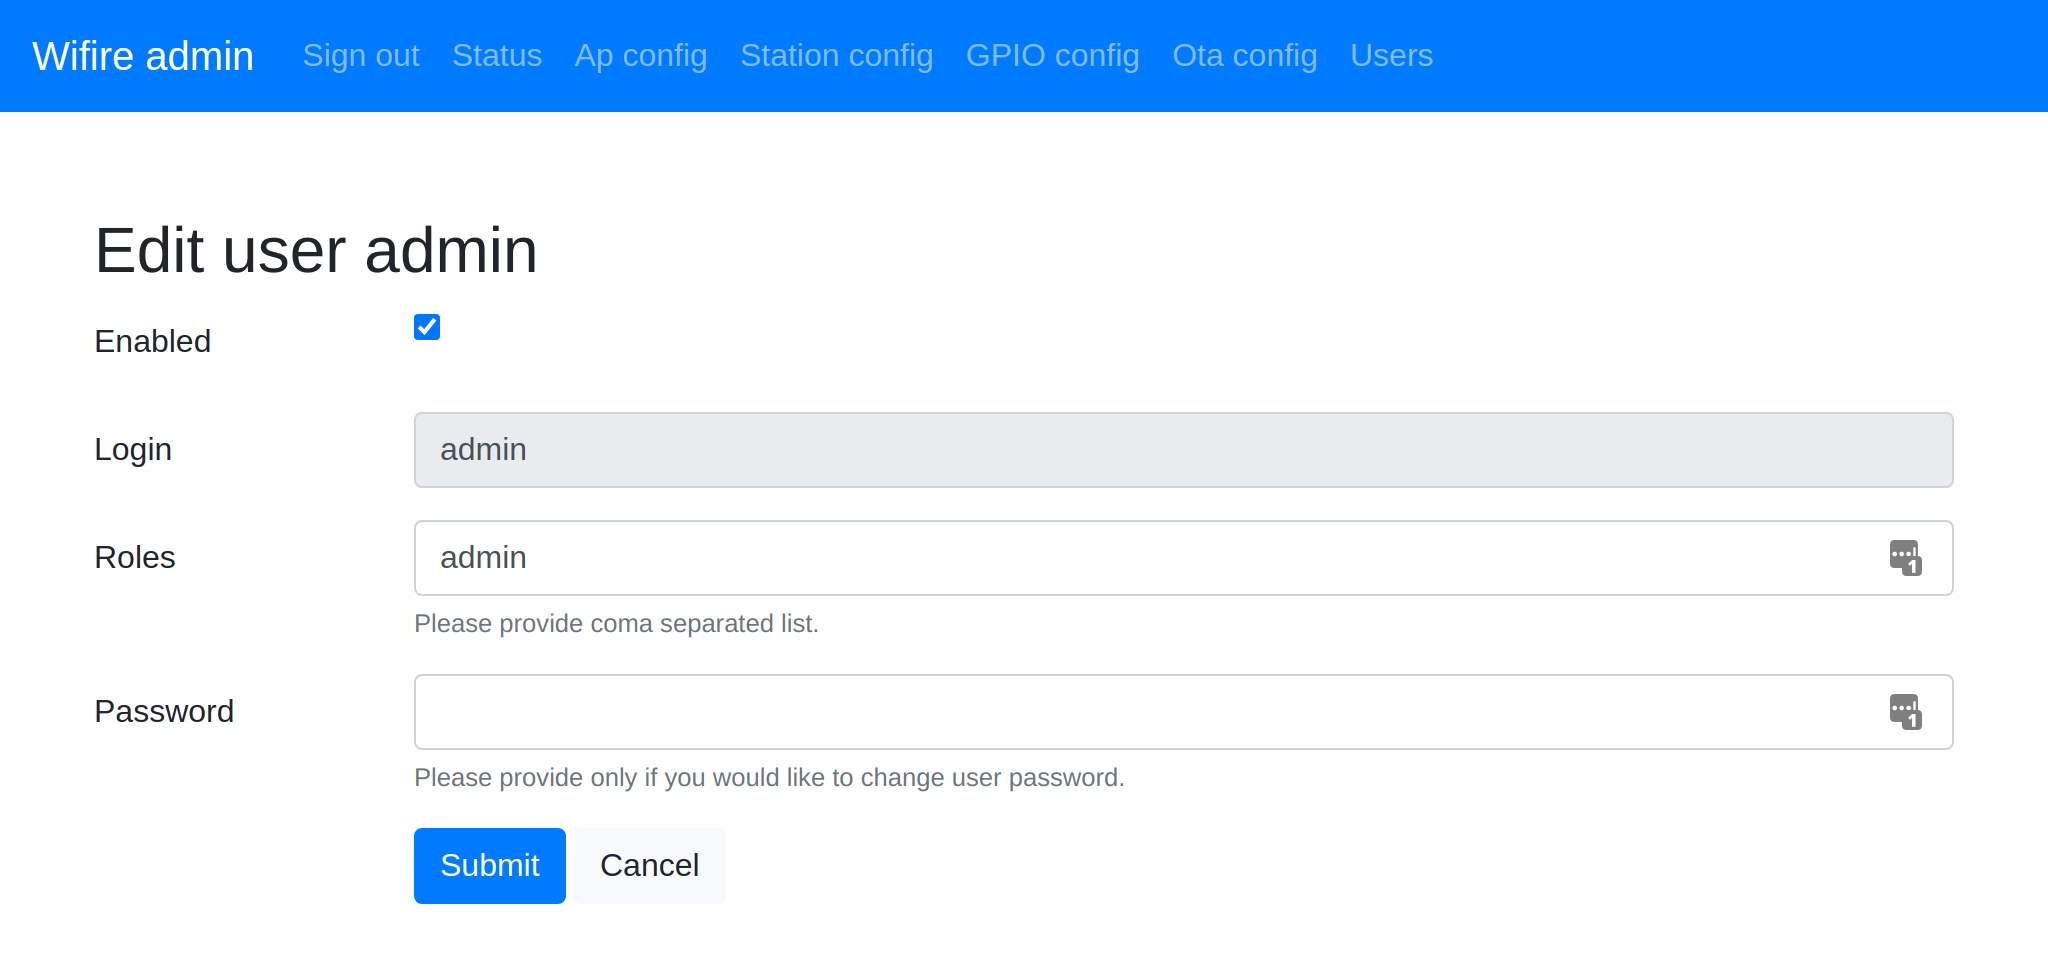 Wifire admin Sign out Status Ap config Station config GPIO config Ota config Users
Edit user admin
Enabled
Login admin
Roles admin
Please provide coma separated list.
Password
Please provide only if you would like to change user password.
Submit Cancel